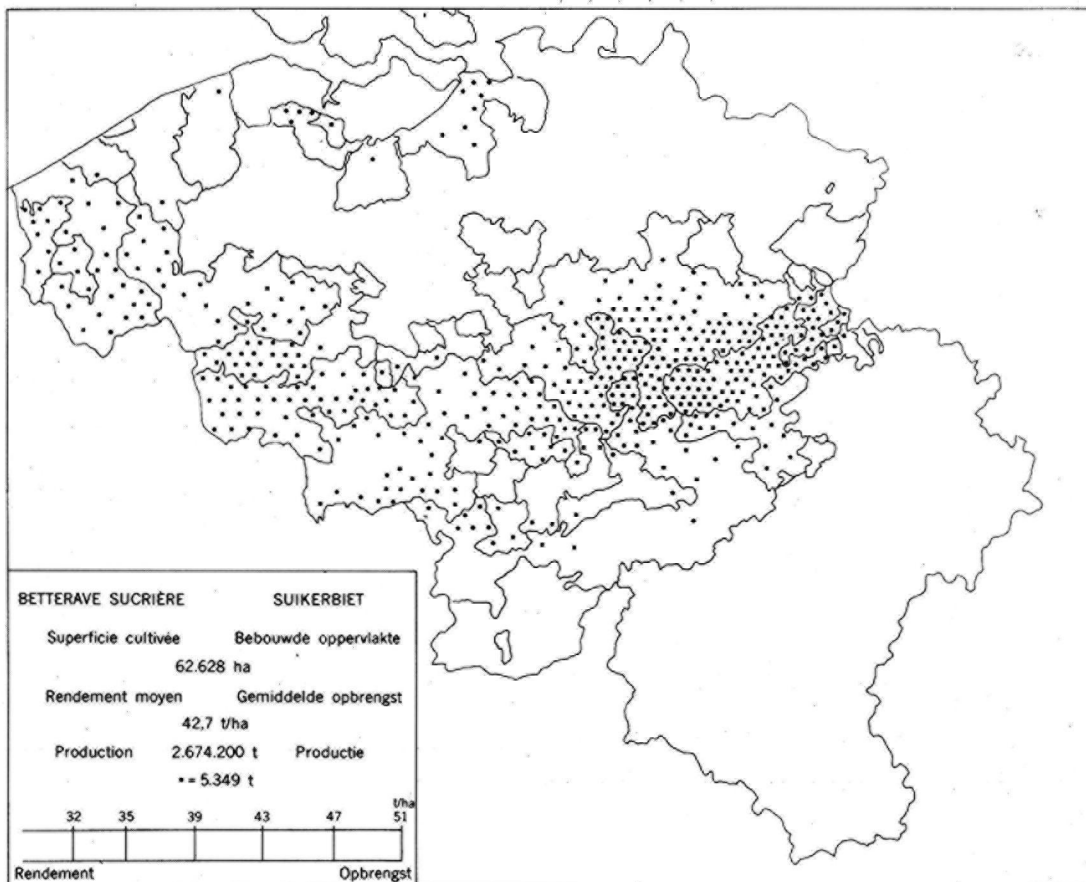 BETTERAVE SUCRIÈRE SUIKERBIET
Superficie cultivée Bebouwde oppervlakte
62.628 ha
Rendement moyen Gemiddelde opbrengst
42,7 t/ha
Production 2.674.200 t Productie
▪ = 5.349 t
t/ha
32 35 39 43 47 51
Rendement Opbrengst